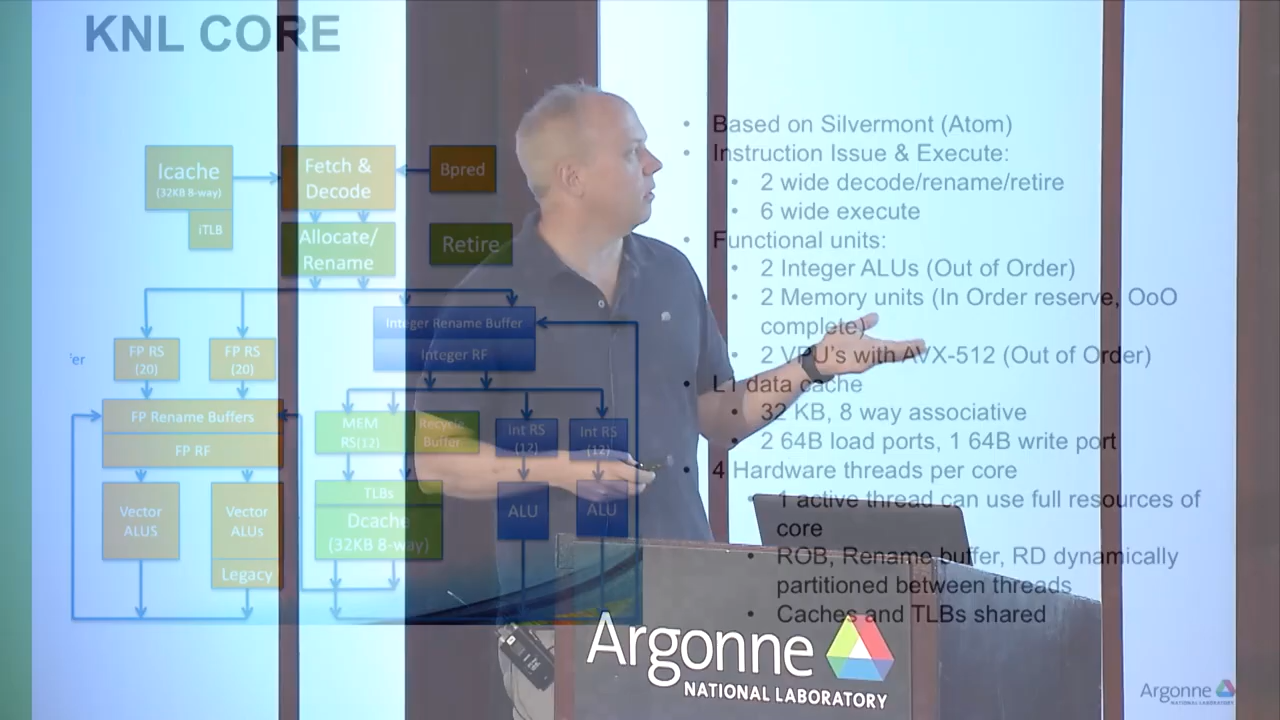 KNL CORE
Icache
(32KB 8-way)
iTLB
Fetch &
Decode
Bpred
Allocate/
Rename
Retire
Integer Rename Buffer
Integer RF
FP RS
(20)
FP RS
(20)
FP Rename Buffers
FP RF
MEM
RS(12)
Recycle
Buffer
Int RS
(12)
Int RS
(12)
Vector
ALUS
Vector
ALUs
Legacy
TLBs
Dcache
(32KB 8-way)
ALU
ALU
• Based on Silvermont (Atom)
• Instruction Issue & Execute:
• 2 wide decode/rename/retire
• 6 wide execute
• Functional units:
• 2 Integer ALUs (Out of Order)
• 2 Memory units (In Order reserve, OoO
complete)
• 2 VPU's with AVX-512 (Out of Order)
• L1 data cache
• 32 KB, 8 way associative
• 2 64B load ports, 1 64B write port
• 4 Hardware threads per core
• 1 active thread can use full resources of
core
• ROB, Rename buffer, RD dynamically
partitioned between threads
• Caches and TLBs shared
Argonne
NATIONAL LABORATORY
Argonne
NATIONAL LABORATORY